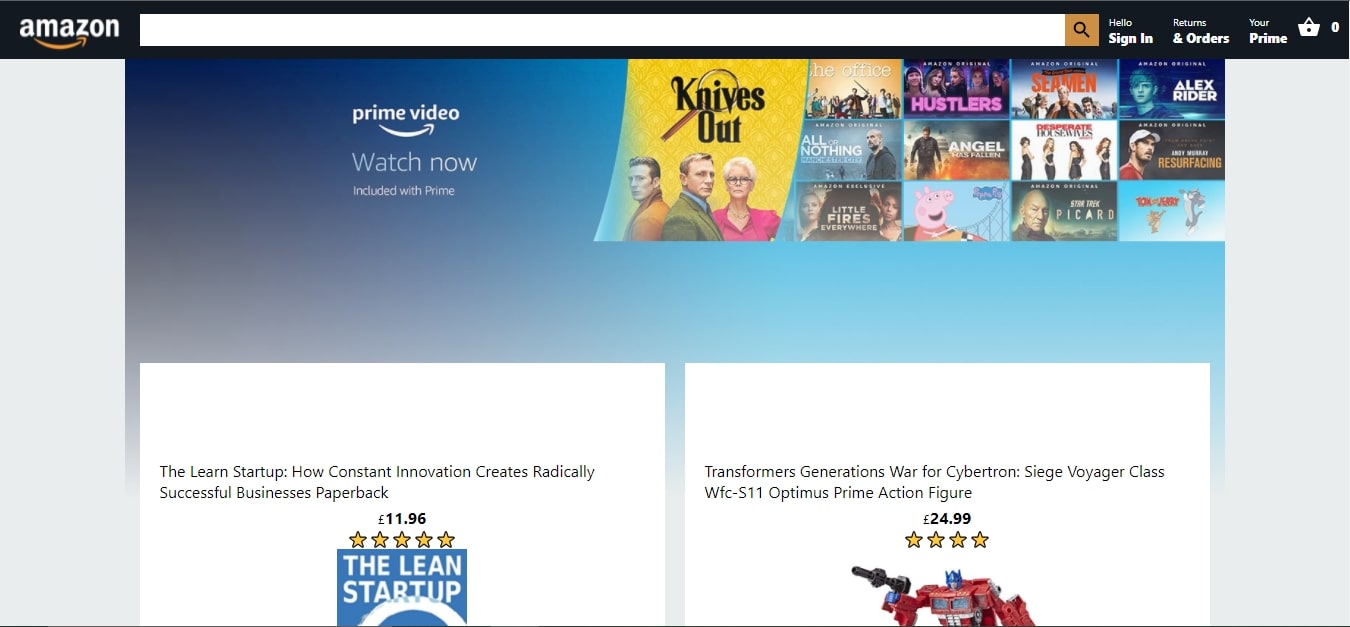 amazon
Hello
Sign In
Returns
& Orders
Your
Prime
0
prime video
Watch now
Included with Prime
Knives
Out
the office
AMAZON ORIGINAL
HUSTLERS
AMAZON ORIGINAL
SEAMEN
AMAZON ORIGINAL
ALEX
RIDER
AMAZON ORIGINAL
ALL OR
NOTHING
MANCHESTER CITY
ANGEL
HAS FALLEN
DESPERATE
HOUSEWIVES
AMAZON ORIGINAL
ANDY MURRAY
RESURFACING
AMAZON EXCLUSIVE
LITTLE
FIRES
EVERYWHERE
Peppa Pig
AMAZON ORIGINAL
STAR TREK
PICARD
TOM AND JERRY
The Learn Startup: How Constant Innovation Creates Radically
Successful Businesses Paperback
£11.96
THE LEAN
STARTUP
Transformers Generations War for Cybertron: Siege Voyager Class
Wfc-S11 Optimus Prime Action Figure
£24.99